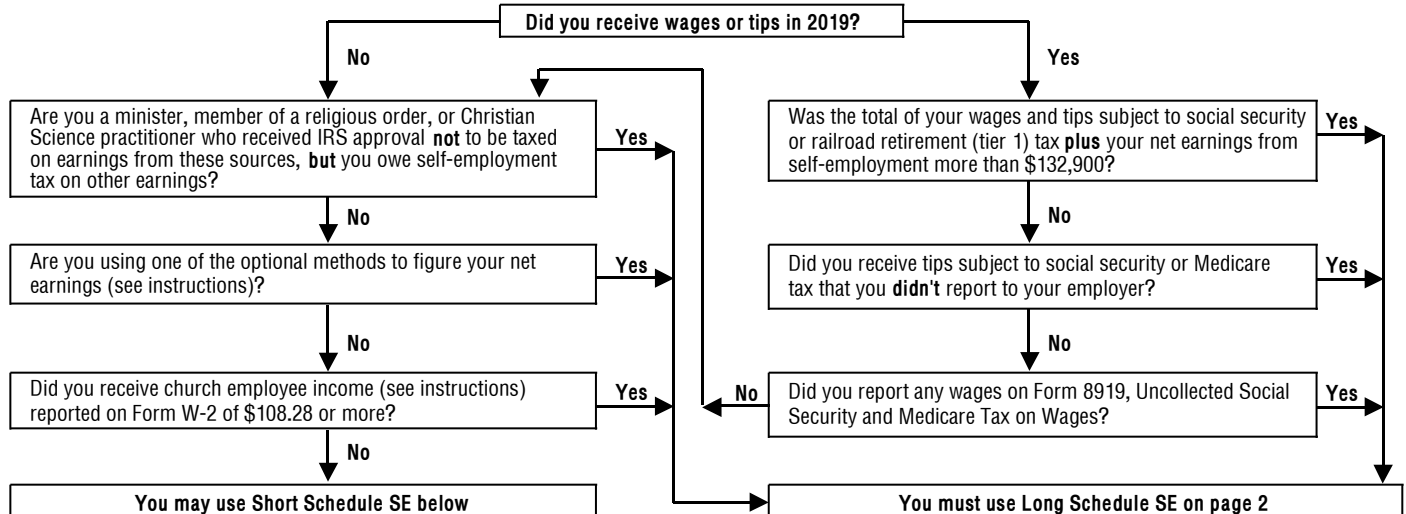 Did you receive wages or tips in 2019?
No
Yes
Are you a minister, member of a religious order, or Christian
Science practitioner who received IRS approval not to be taxed
on earnings from these sources, but you owe self-employment
tax on other earnings?
Yes
Was the total of your wages and tips subject to social security
or railroad retirement (tier 1) tax plus your net earnings from
self-employment more than $132,900?
Yes
No
No
Are you using one of the optional methods to figure your net
earnings (see instructions)?
Yes
Did you receive tips subject to social security or Medicare
tax that you didn't report to your employer?
Yes
No
No
Did you receive church employee income (see instructions)
reported on Form W-2 of $108.28 or more?
Yes
No
Did you report any wages on Form 8919, Uncollected Social
Security and Medicare Tax on Wages?
Yes
No
You may use Short Schedule SE below
You must use Long Schedule SE on page 2